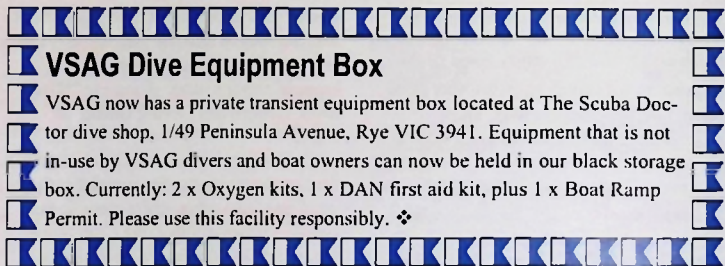 VSAG Dive Equipment Box
VSAG now has a private transient equipment box located at The Scuba Doc-
tor dive shop, 1/49 Peninsula Avenue, Rye VIC 3941. Equipment that is not
in-use by VSAG divers and boat owners can now be held in our black storage
box. Currently: 2 x Oxygen kits, 1 x DAN first aid kit, plus 1 x Boat Ramp
Permit. Please use this facility responsibly. ❖